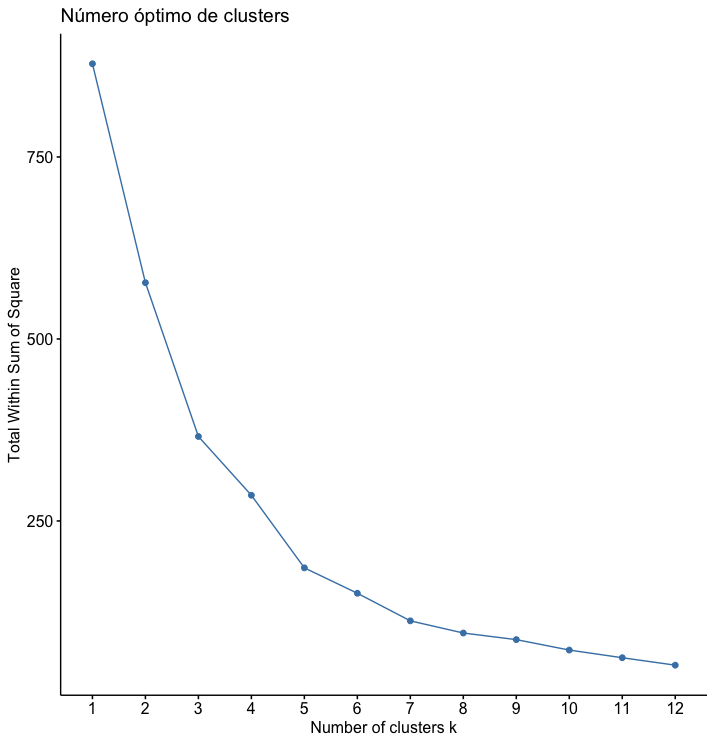 Número óptimo de clusters
Total Within Sum of Square
750
500
250
1 2 3 4 5 6 7 8 9 10 11 12
Number of clusters k